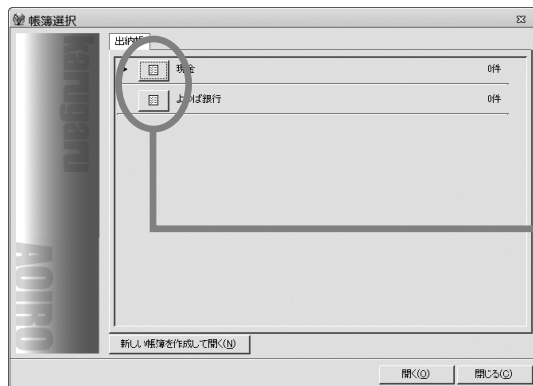 帳簿選択
出納帳
現金 0件
よつば銀行 0件
新しい帳簿を作成して開く(N)
開く(O) 閉じる(C)
Karugaru
AOIRO